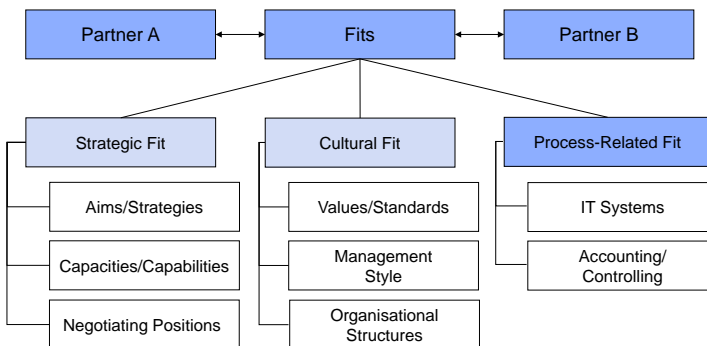 Partner A
Fits
Partner B
Strategic Fit
Cultural Fit
Process-Related Fit
Aims/Strategies
Values/Standards
IT Systems
Capacities/Capabilities
Management
Style
Accounting/
Controlling
Negotiating Positions
Organisational
Structures